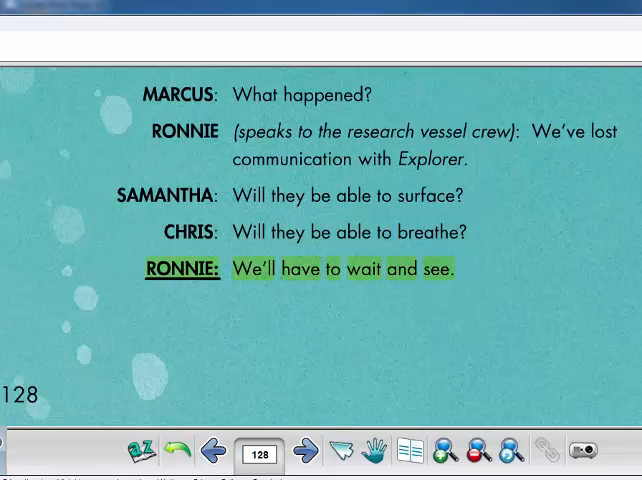 MARCUS: What happened?
RONNIE (speaks to the research vessel crew): We've lost
communication with Explorer.
SAMANTHA: Will they be able to surface?
CHRIS: Will they be able to breathe?
RONNIE: We'll have to wait and see.
128
aZ 128